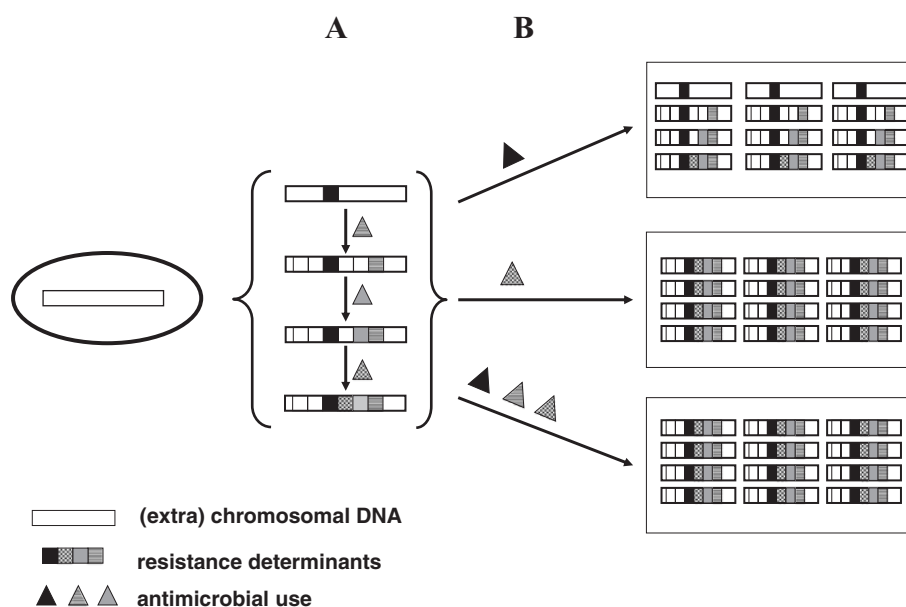 A B
(extra) chromosomal DNA
resistance determinants
antimicrobial use